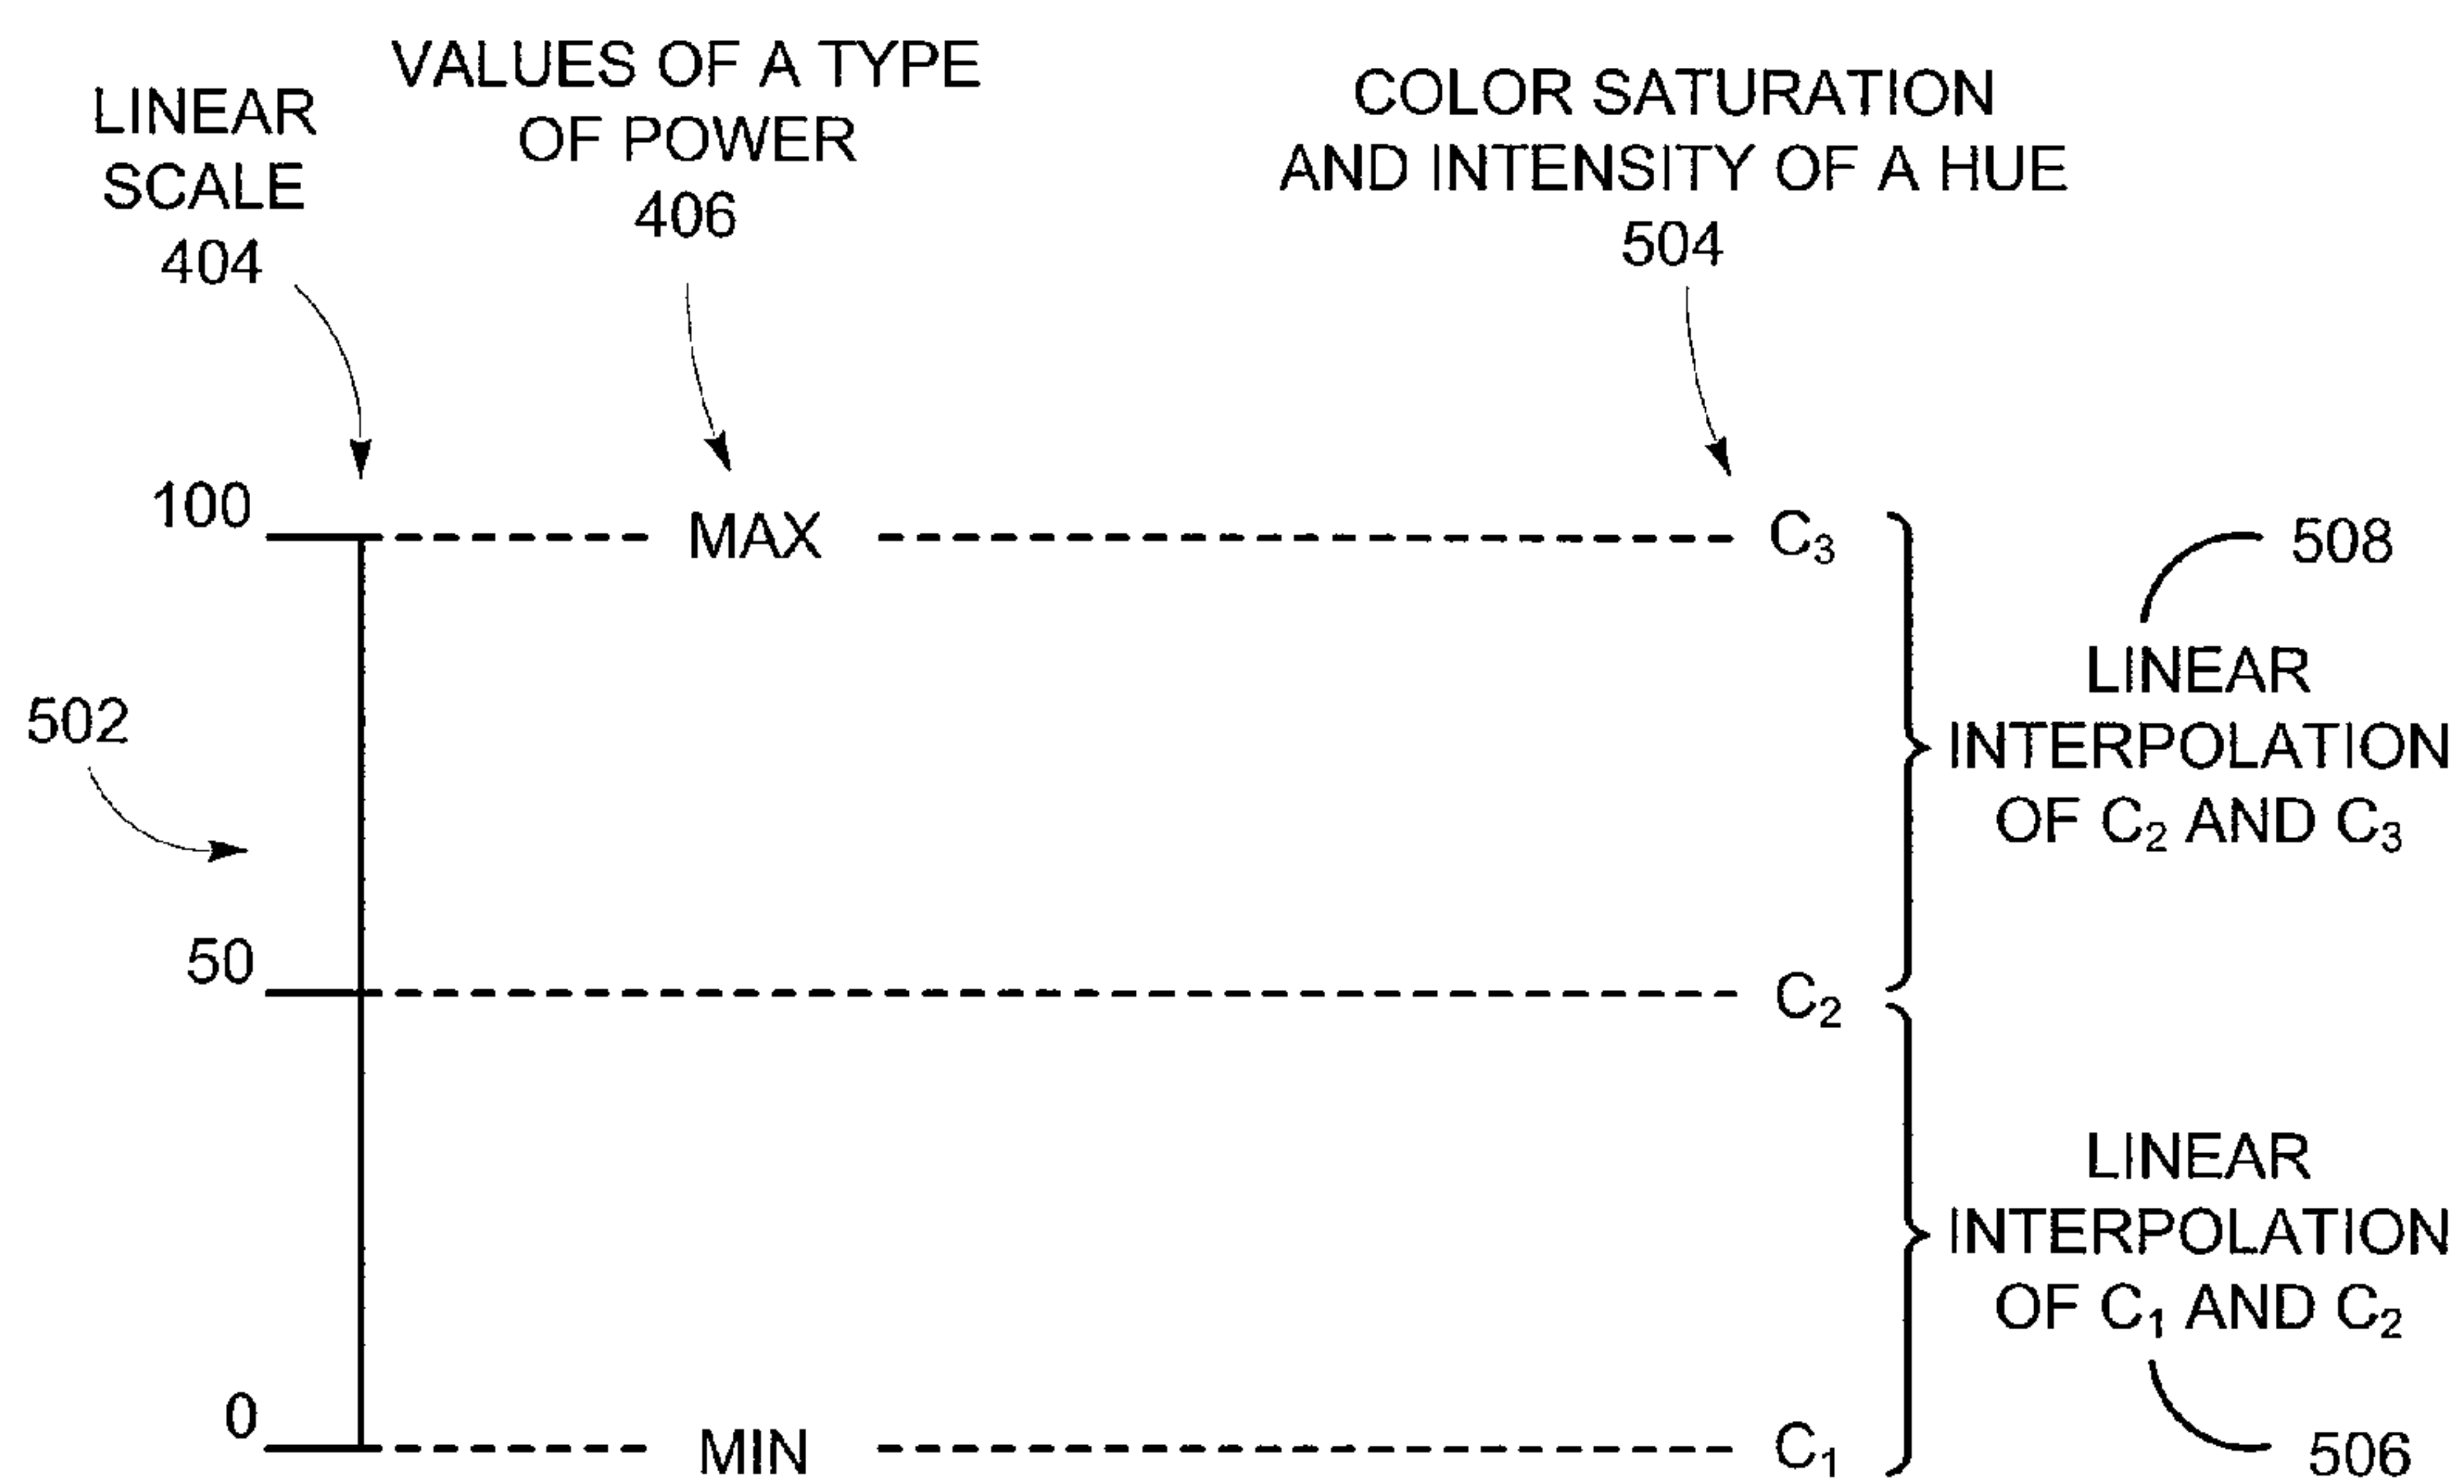 LINEAR
SCALE
404
VALUES OF A TYPE
OF POWER
406
COLOR SATURATION
AND INTENSITY OF A HUE
504
100
MAX
C₃
508
LINEAR
INTERPOLATION
OF C₂ AND C₃
502
50
C₂
LINEAR
INTERPOLATION
OF C₁ AND C₂
0
MIN
C₁
506